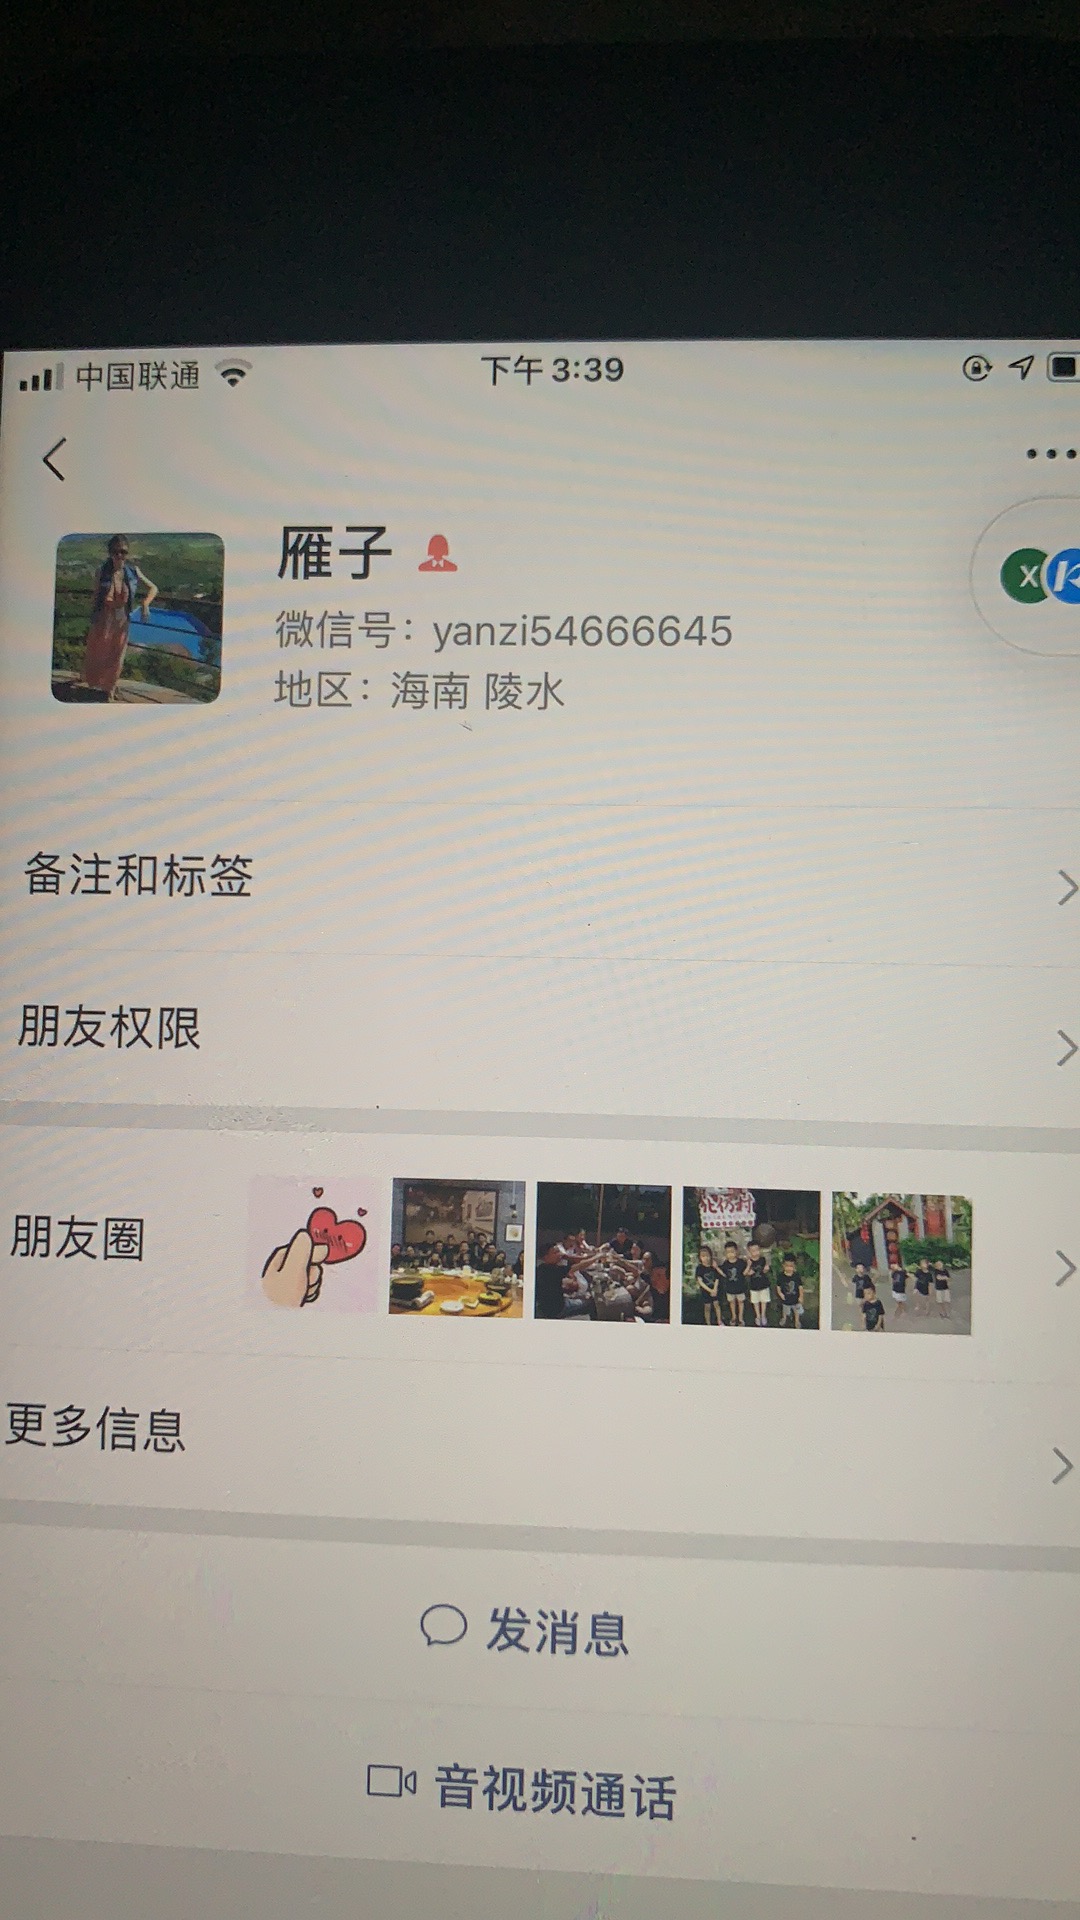 中国联通
下午3:39
雁子
微信号：yanzi54666645
地区：海南 陵水
X
备注和标签
朋友权限
朋友圈
更多信息
发消息
音视频通话